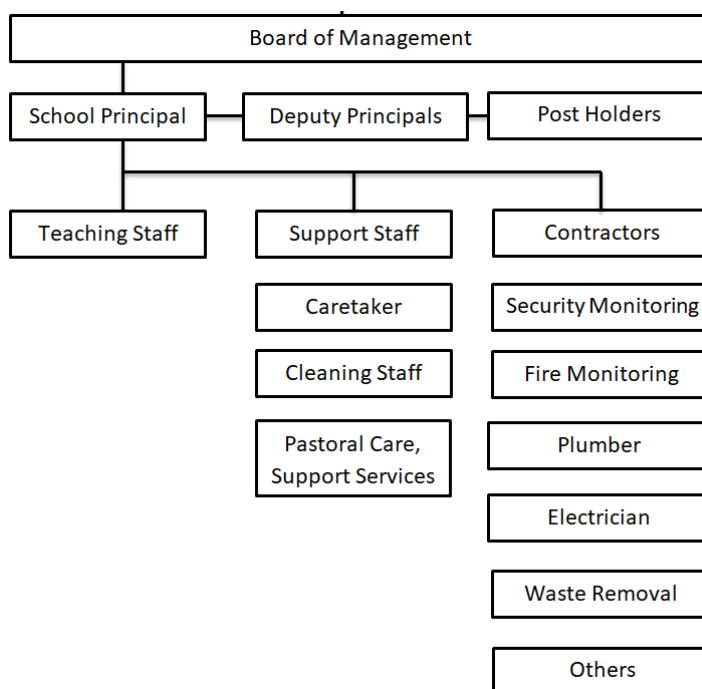 Board of Management
School Principal
Deputy Principals
Post Holders
Teaching Staff
Support Staff
Contractors
Caretaker
Security Monitoring
Cleaning Staff
Fire Monitoring
Pastoral Care,
Support Services
Plumber
Electrician
Waste Removal
Others